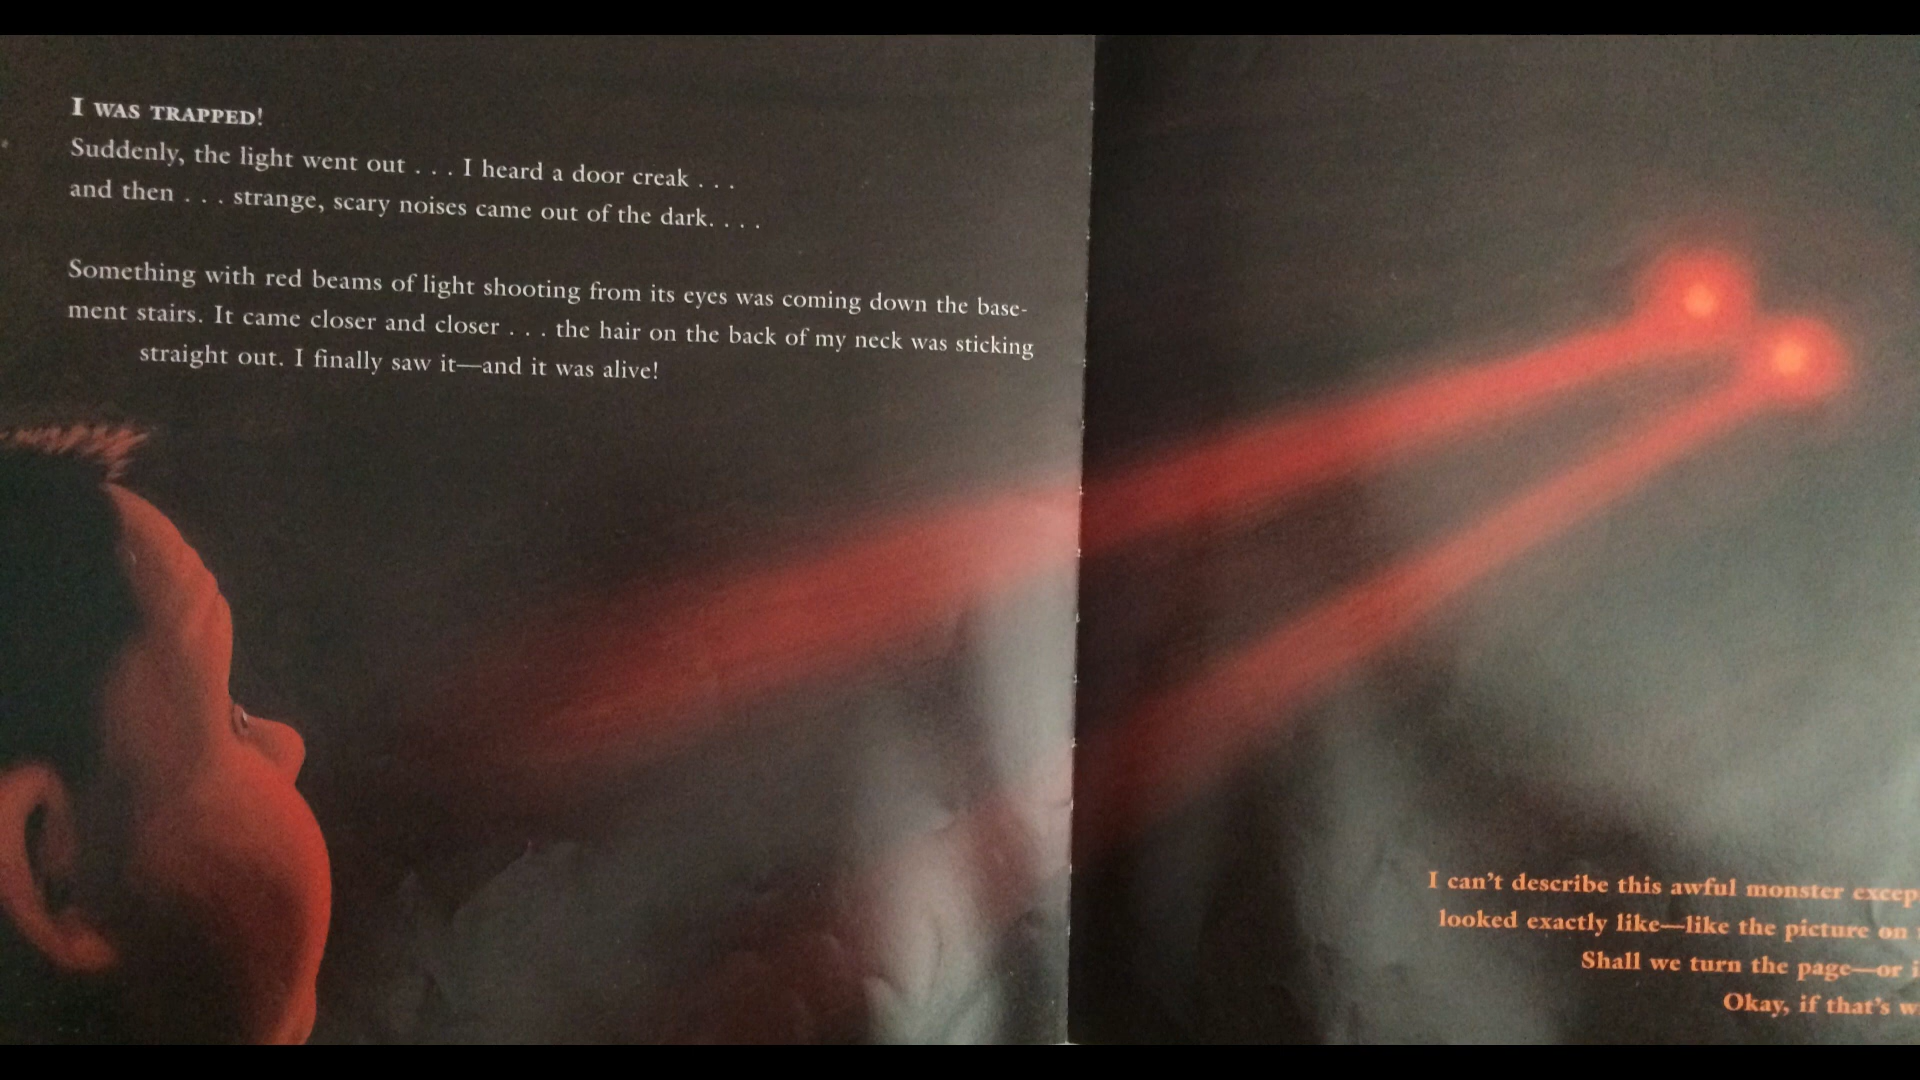 I WAS TRAPPED!
Suddenly, the light went out . . . I heard a door creak . . .
and then . . . strange, scary noises came out of the dark. . . .
Something with red beams of light shooting from its eyes was coming down the base-
ment stairs. It came closer and closer . . . the hair on the back of my neck was sticking
straight out. I finally saw it—and it was alive!
I can't describe this awful monster
looked exactly like—like the picture on
Shall we turn the page—or
Okay, if that's